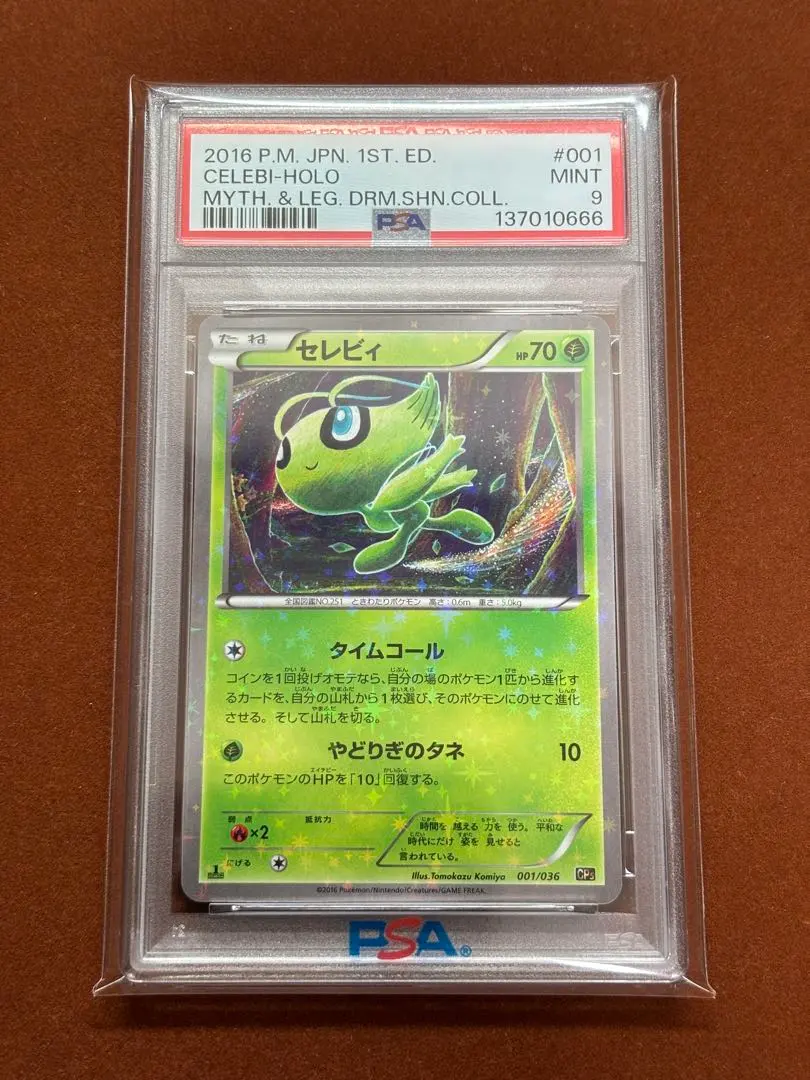 2016 P.M. JPN. 1ST. ED. #001
CELEBI-HOLO MINT
MYTH. & LEG. DRM.SHN.COLL. 9
PSA 137010666
たね セレビィ HP70
全国図鑑NO.251 ときわたりポケモン 高さ:0.6m 重さ:5.0kg
タイムコール
コインを1回投げオモテなら、自分の場のポケモン1匹から進化す
るカードを、自分の山札から1枚選び、そのポケモンにのせて進化
させる。そして山札を切る。
やどりぎのタネ 10
このポケモンのHPを「10」回復する。
弱点 抵抗力
×2
時間を 越える 力を 使う。平和な
時代にだけ 姿を 見せると
言われている。
にげる
Illus.Tomokazu Komiya 001/036 CP5
©2016 Pokémon/Nintendo/Creatures/GAME FREAK.
PSA®